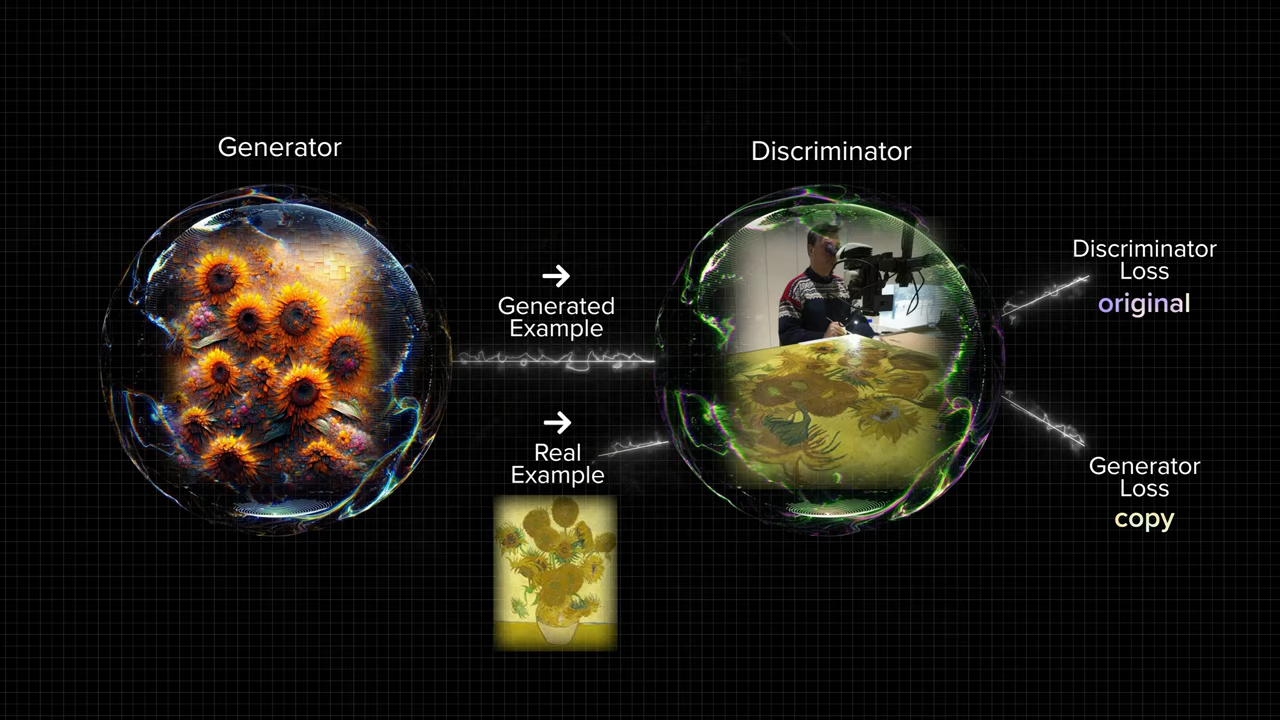 Generator
Discriminator
Generated
Example
Real
Example
Discriminator
Loss
original
Generator
Loss
copy